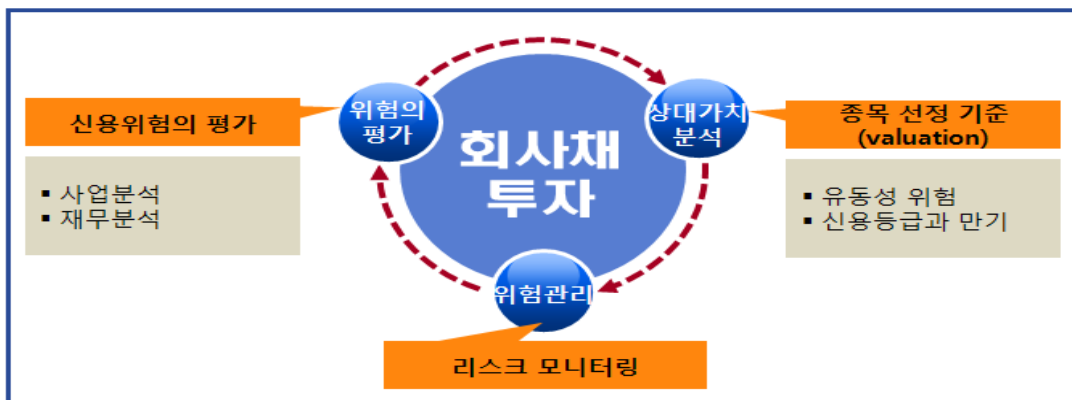 신용위험의 평가
▪ 사업분석
▪ 재무분석
위험의
평가
회사채
투자
상대가치
분석
종목 선정 기준
(valuation)
▪ 유동성 위험
▪ 신용등급과 만기
위험관리
리스크 모니터링